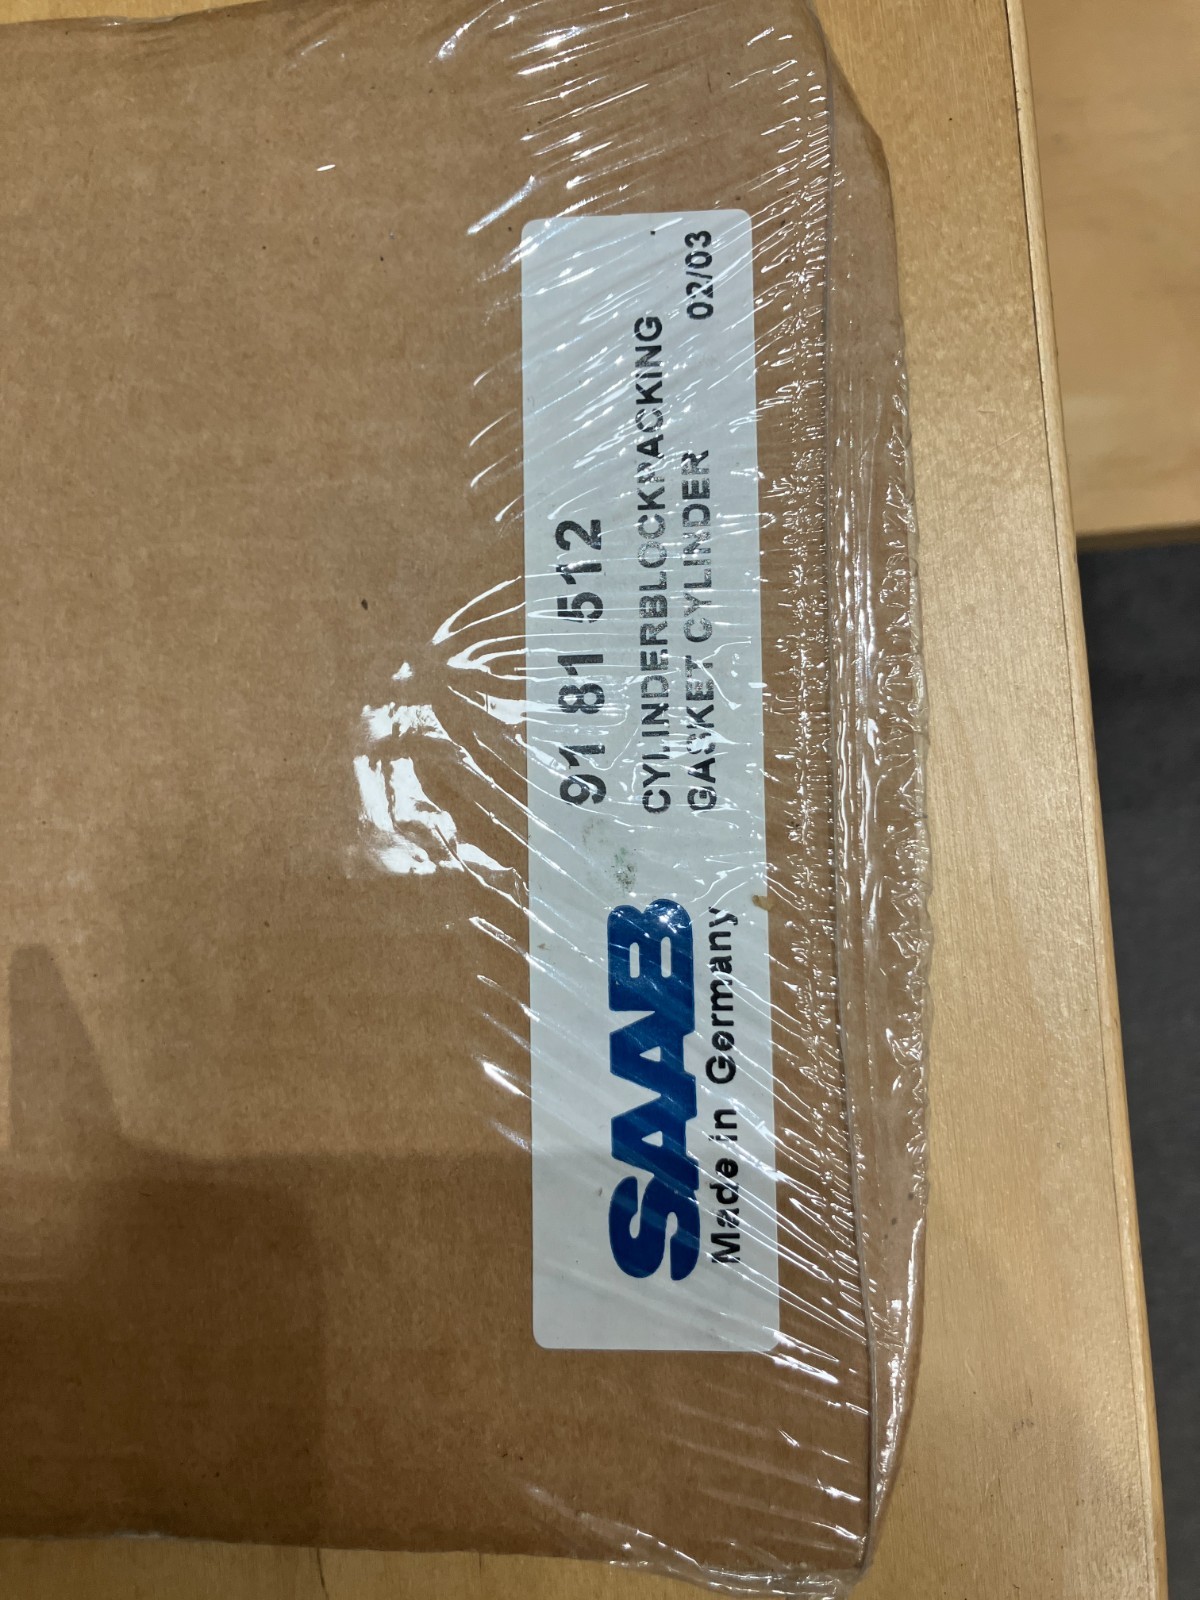 91 81 512
CYLINDERBLOCKPACKING
GASKET CYLINDER 02/03
SAAB
Made in Germany